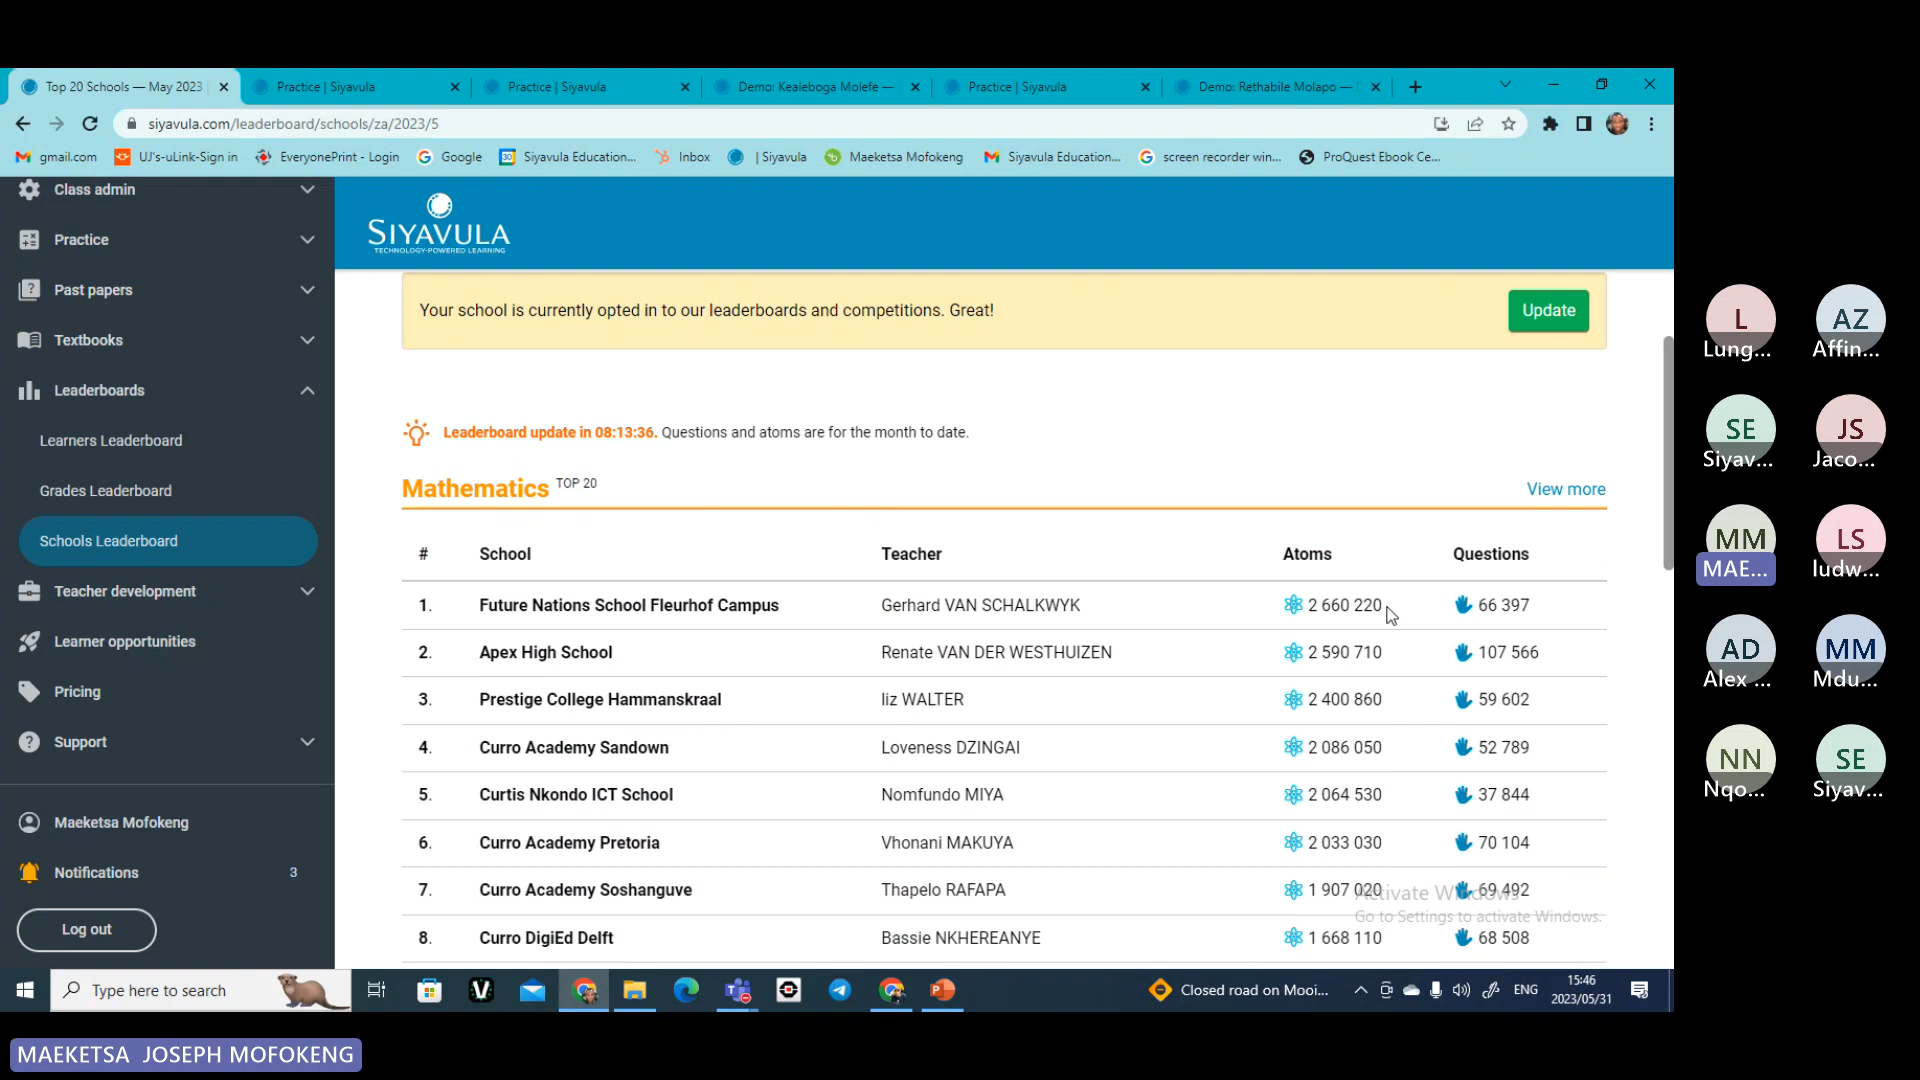 Top 20 Schools — May 2023
Practice | Siyavula
Practice | Siyavula
Demo: Kealeboga Molefe —
Practice | Siyavula
Demo: Rethabile Molapo —
siyavula.com/leaderboard/schools/za/2023/5
gmail.com
UJ's-uLink-Sign in
EveryonePrint - Login
Google
Siyavula Education...
Inbox
| Siyavula
Maeketsa Mofokeng
Siyavula Education...
screen recorder win...
ProQuest Ebook Ce...
Class admin
Practice
Past papers
Textbooks
Leaderboards
Learners Leaderboard
Grades Leaderboard
Schools Leaderboard
Teacher development
Learner opportunities
Pricing
Support
Maeketsa Mofokeng
Notifications 3
Log out
SIYAVULA
TECHNOLOGY-POWERED LEARNING
Your school is currently opted in to our leaderboards and competitions. Great!
Update
Leaderboard update in 08:13:36. Questions and atoms are for the month to date.
Mathematics TOP 20
View more
# School Teacher Atoms Questions
1. Future Nations School Fleurhof Campus Gerhard VAN SCHALKWYK 2 660 220 66 397
2. Apex High School Renate VAN DER WESTHUIZEN 2 590 710 107 566
3. Prestige College Hammanskraal liz WALTER 2 400 860 59 602
4. Curro Academy Sandown Loveness DZINGAI 2 086 050 52 789
5. Curtis Nkondo ICT School Nomfundo MIYA 2 064 530 37 844
6. Curro Academy Pretoria Vhonani MAKUYA 2 033 030 70 104
7. Curro Academy Soshanguve Thapelo RAFAPA 1 907 020 69 492
8. Curro DigiEd Delft Bassie NKHEREANYE 1 668 110 68 508
Activate Windows
Go to Settings to activate Windows.
Type here to search
Closed road on Mooi...
ENG
15:46
2023/05/31
L
Lung...
AZ
Affin...
SE
Siyav...
JS
Jaco...
MM
MAE...
LS
ludw...
AD
Alex ...
MM
Mdu...
NN
Nqo...
SE
Siyav...
MAEKETSA JOSEPH MOFOKENG